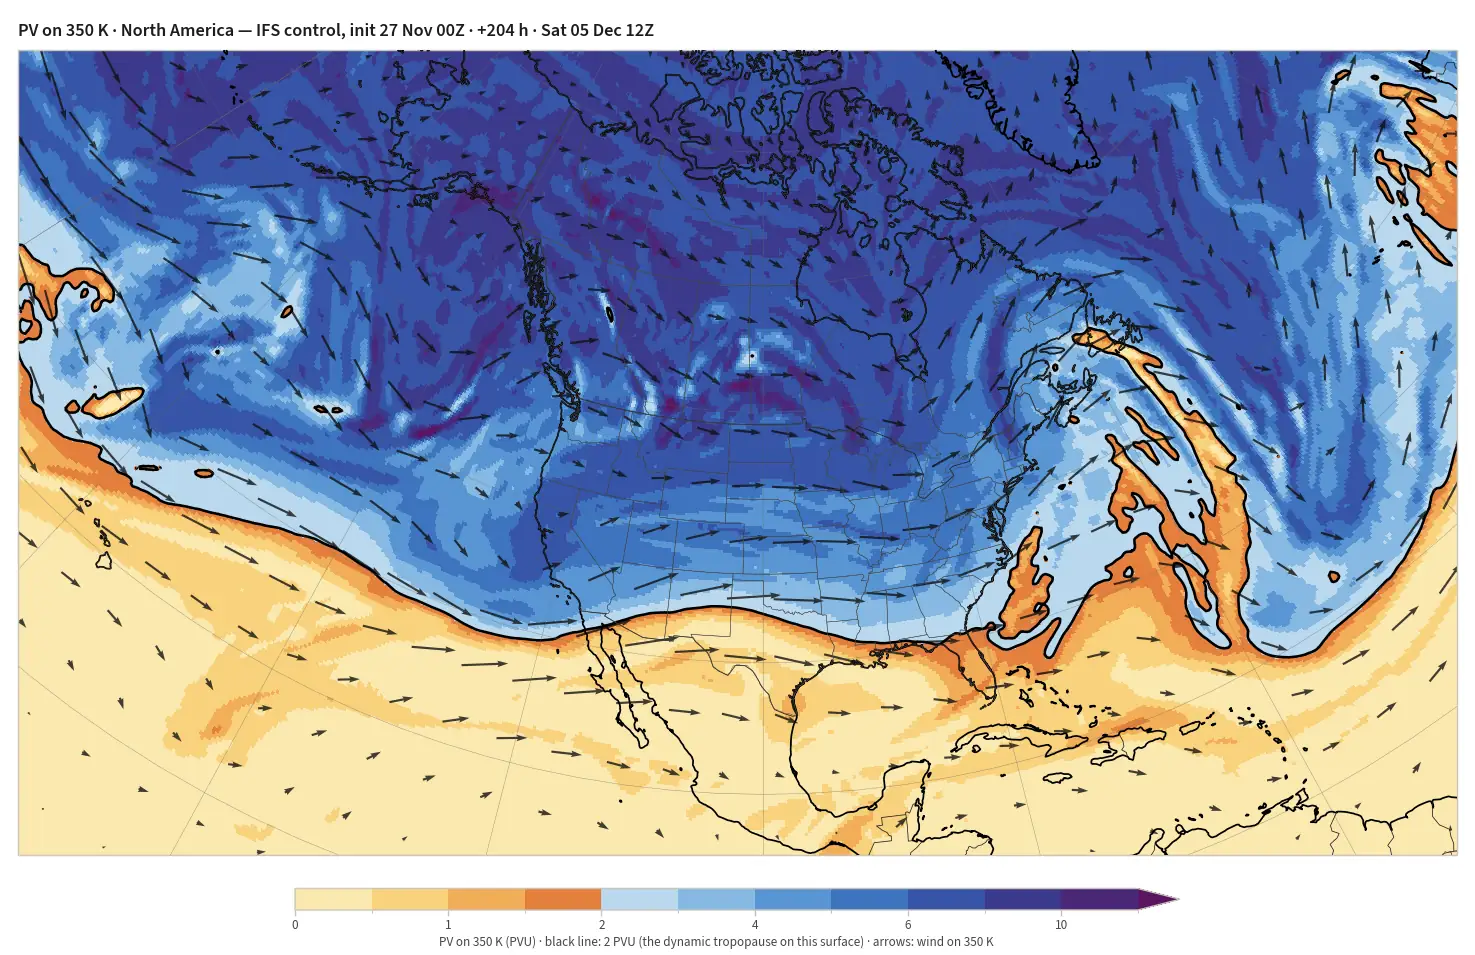 PV on 350 K · North America — IFS control, init 27 Nov 00Z · +204 h · Sat 05 Dec 12Z
0 1 2 4 6 10
PV on 350 K (PVU) · black line: 2 PVU (the dynamic tropopause on this surface) · arrows: wind on 350 K